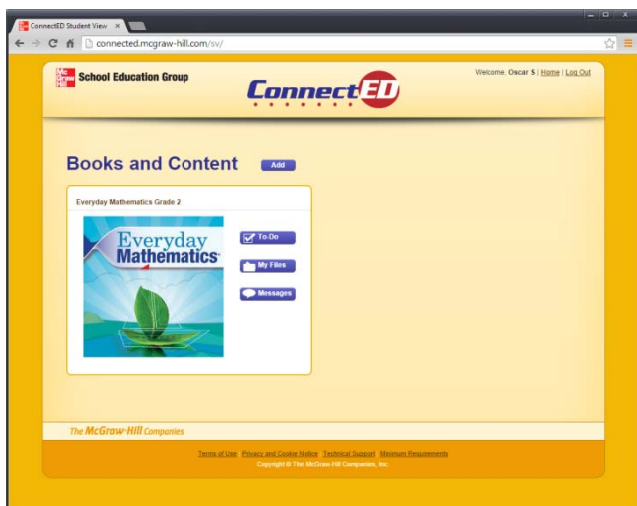 ConnectED Student View
connected.mcgraw-hill.com/sv/
Mc Graw Hill School Education Group
ConnectED
Welcome, Oscar S | Home | Log Out
Books and Content Add
Everyday Mathematics Grade 2
Everyday Mathematics
To-Do
My Files
Messages
The McGraw-Hill Companies
Terms of Use Privacy and Cookie Notice Technical Support Minimum Requirements
Copyright © The McGraw-Hill Companies, Inc.